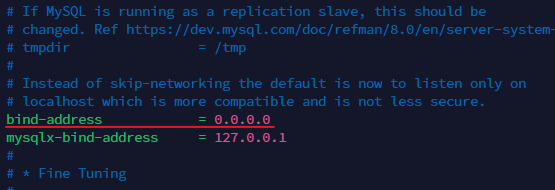 # If MySQL is running as a replication slave, this should be
# changed. Ref https://dev.mysql.com/doc/refman/8.0/en/server-system-
# tmpdir = /tmp
#
# Instead of skip-networking the default is now to listen only on
# localhost which is more compatible and is not less secure.
bind-address = 0.0.0.0
mysqlx-bind-address = 127.0.0.1
#
# * Fine Tuning